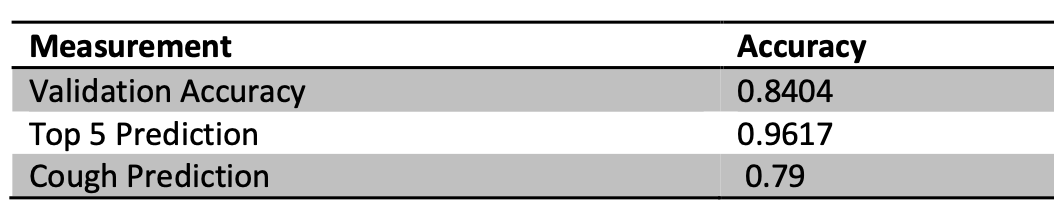 Measurement Accuracy
Validation Accuracy 0.8404
Top 5 Prediction 0.9617
Cough Prediction 0.79